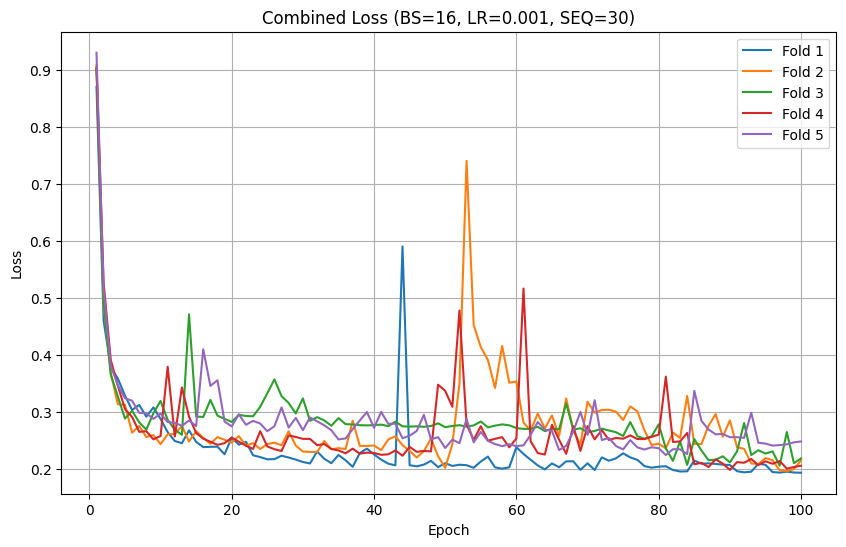 Combined Loss (BS=16, LR=0.001, SEQ=30)
Fold 1
Fold 2
Fold 3
Fold 4
Fold 5
0.9
0.8
0.7
0.6
0.5
0.4
0.3
0.2
Loss
0
20
40
60
80
100
Epoch